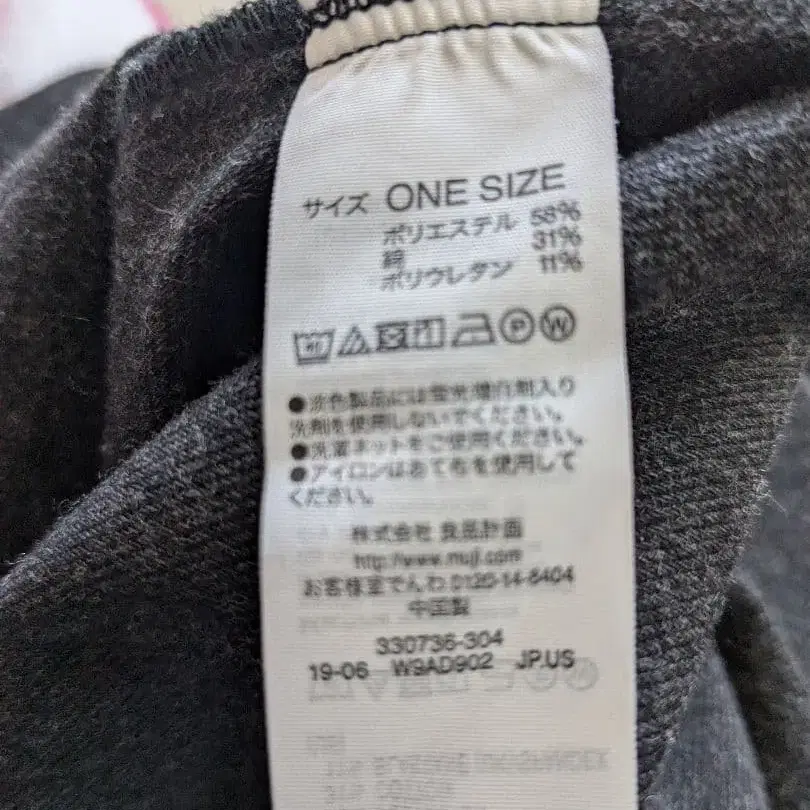 サイズ ONE SIZE
ポリエステル 58%
綿 31%
ポリウレタン 11%
P W
●淡色製品には蛍光増白剤入り
洗剤を使用しないでください。
●洗濯ネットをご使用ください。
●アイロンはあて布を使用して
ください。
株式会社 良品計画
http://www.muji.com
お客様室でんわ 0120-14-6404
中国製
330736-304
19-06 W9AD902 JP.US